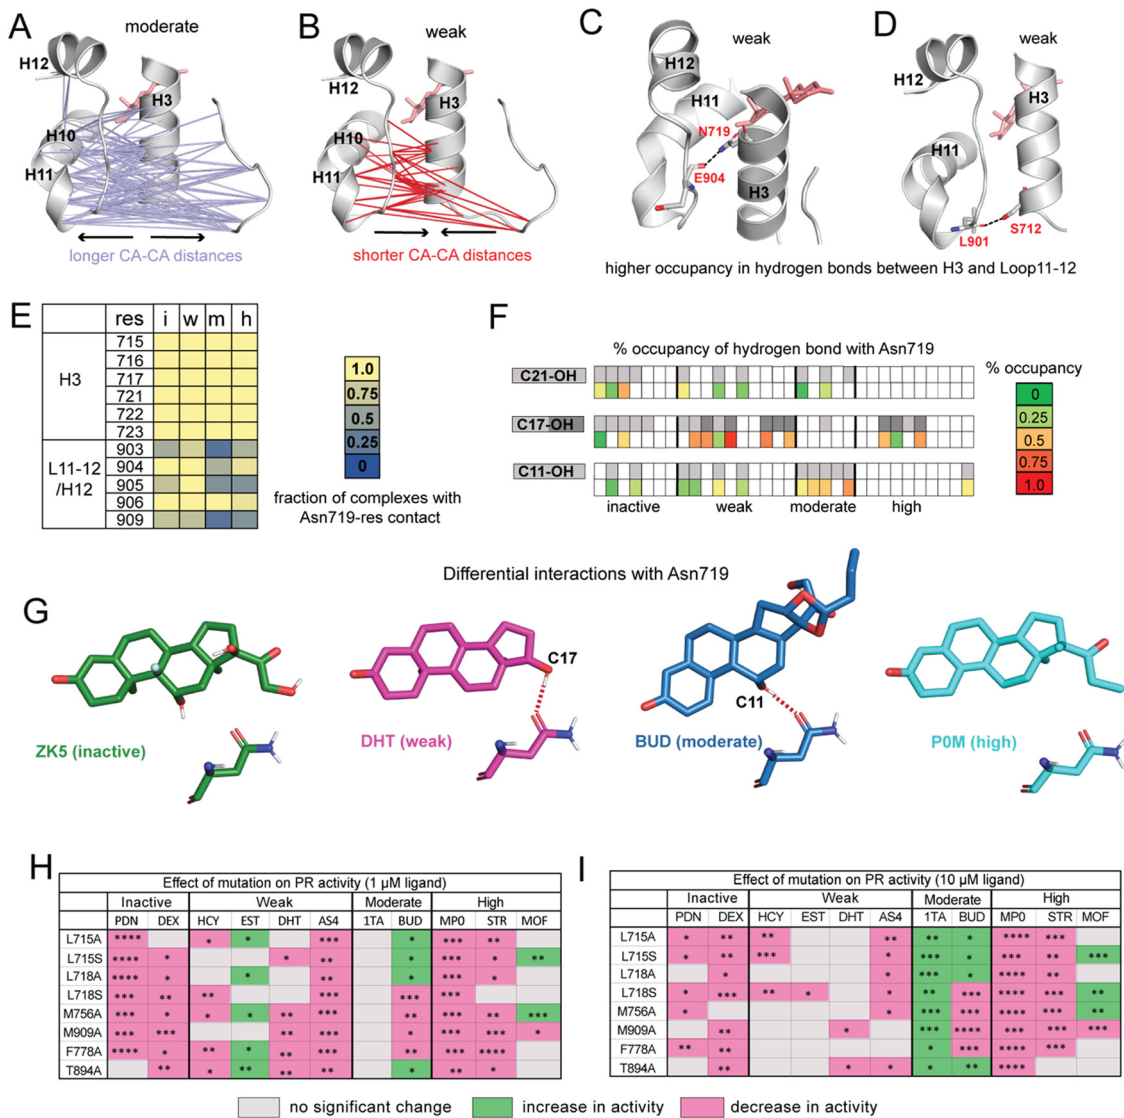 A
moderate
H12
H3
H10
H11
longer CA-CA distances
B
weak
H12
H3
H10
H11
shorter CA-CA distances
C
weak
H12
H11
N719
E904
H3
D
weak
H12
H3
H11
L901
S712
higher occupancy in hydrogen bonds between H3 and Loop11-12
E
res i w m h
H3
715
716
717
721
722
723
L11-12
/H12
903
904
905
906
909
1.0
0.75
0.5
0.25
0
fraction of complexes with
Asn719-res contact
F
% occupancy of hydrogen bond with Asn719
C21-OH
C17-OH
C11-OH
inactive weak moderate high
% occupancy
0
0.25
0.5
0.75
1.0
Differential interactions with Asn719
G
ZK5 (inactive)
C17
DHT (weak)
C11
BUD (moderate)
P0M (high)
H
Effect of mutation on PR activity (1 µM ligand)
Inactive Weak Moderate High
PDN DEX HCY EST DHT AS4 1TA BUD MP0 STR MOF
L715A **** * * *** * *** **
L715S **** * * ** * *** * **
L718A **** * * ** * *** *
L718S *** ** ** *** *** ***
M756A *** * * * ** *** ** *** ** ***
M909A *** *** ** *** * *** *** *
F778A **** * ** * ** *** ** *** ****
T894A ** * ** ** ** * ** *
I
Effect of mutation on PR activity (10 µM ligand)
Inactive Weak Moderate High
PDN DEX HCY EST DHT AS4 1TA BUD MP0 STR MOF
L715A * ** ** ** ** * **** ***
L715S * ** *** * *** * *** *** ***
L718A * * *** * **** **
L718S * *** ** * * ** *** **** *** **
M756A * * *** ** **** *** **
M909A ** * *** **** *** *** ***
F778A ** ** * *** **** ***
T894A ** * * * ** ****
no significant change
increase in activity
decrease in activity